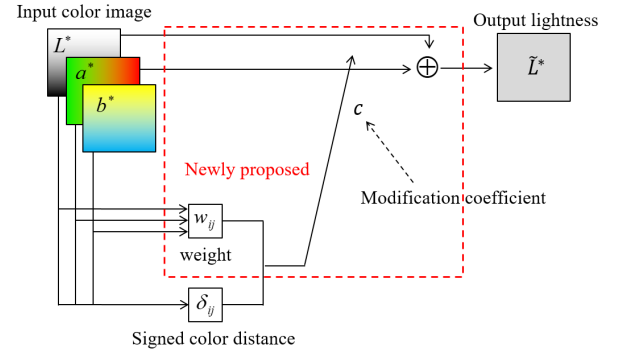 Input color image
Output lightness
L*
a*
b*
L̃*
c
Newly proposed
Modification coefficient
w_ij
weight
δ_ij
Signed color distance